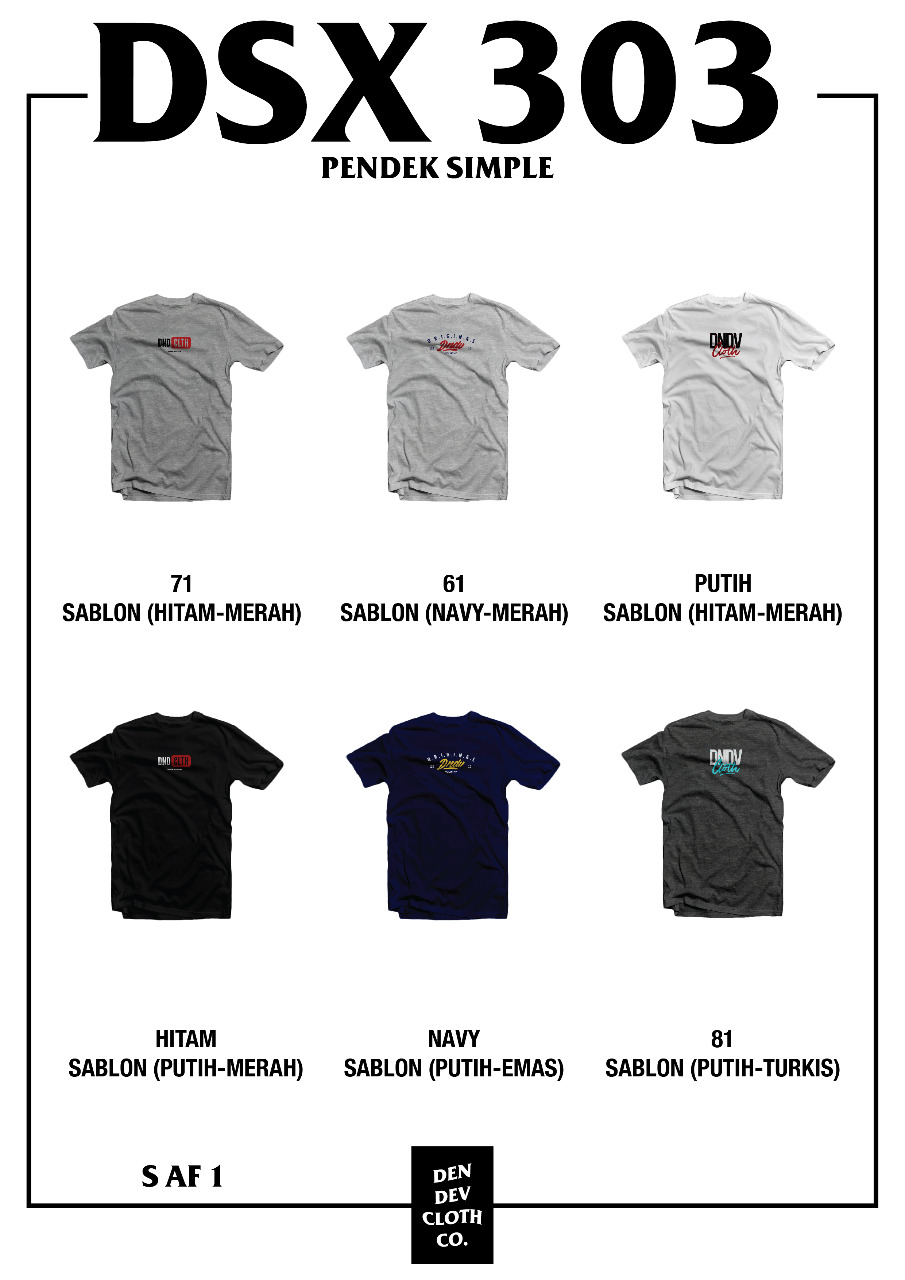 DSX 303
PENDEK SIMPLE
DND CLTH
ORIGINAL
Dndv
DNDV
Cloth
71
SABLON (HITAM-MERAH)
61
SABLON (NAVY-MERAH)
PUTIH
SABLON (HITAM-MERAH)
DND CLTH
ORIGINAL
Dndv
DNDV
Cloth
HITAM
SABLON (PUTIH-MERAH)
NAVY
SABLON (PUTIH-EMAS)
81
SABLON (PUTIH-TURKIS)
S AF 1
DEN
DEV
CLOTH
CO.